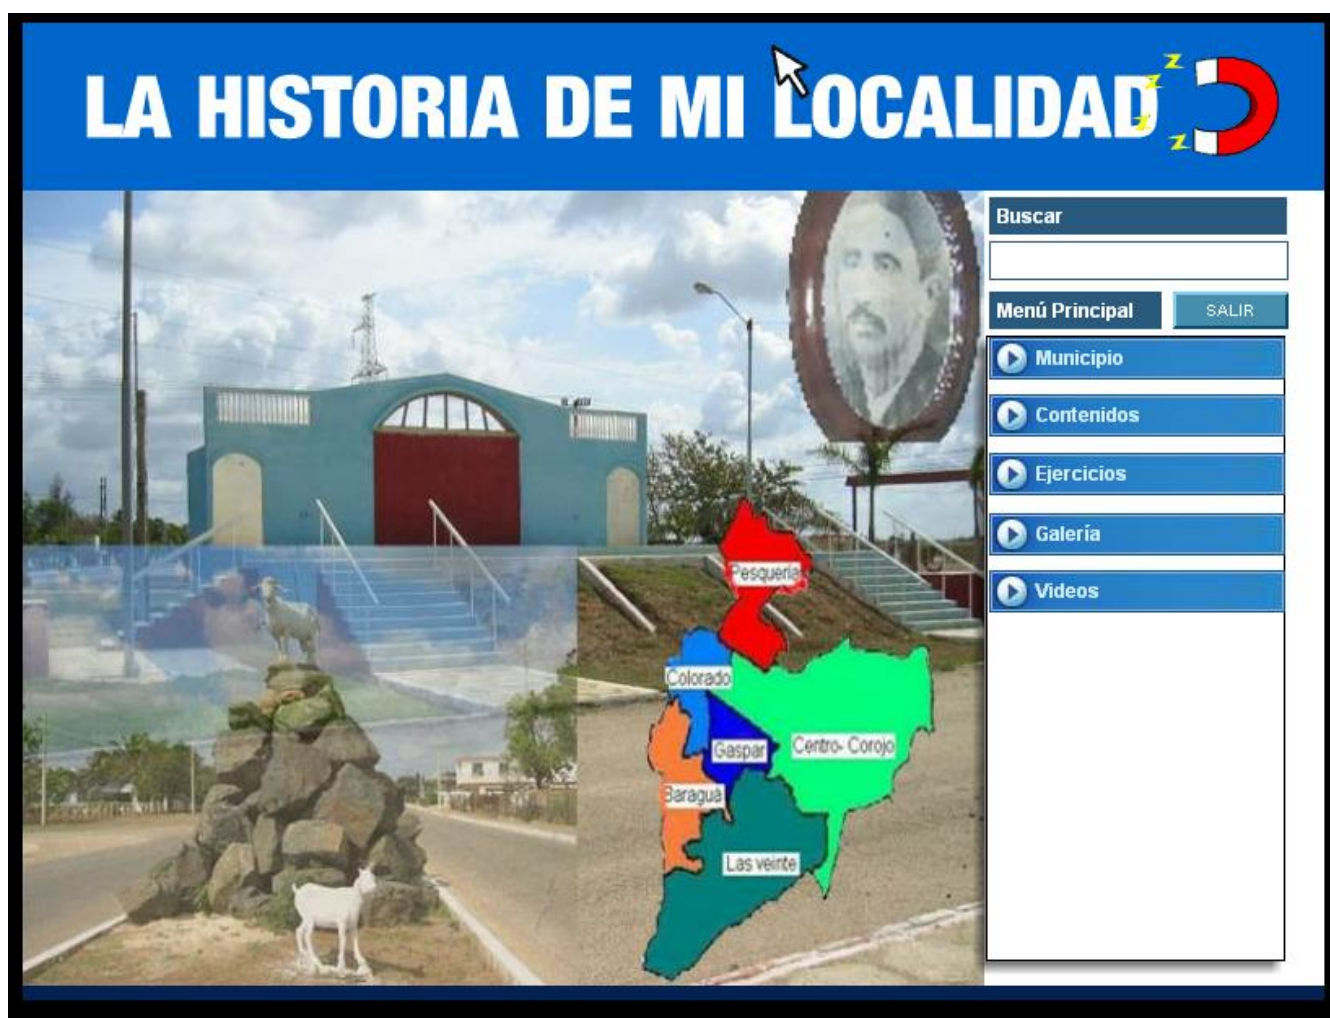 LA HISTORIA DE MI LOCALIDAD
Buscar
Menú Principal
SALIR
Municipio
Contenidos
Ejercicios
Galería
Videos
Pesquería
Colorado
Gaspar
Centro- Corojo
Baragua
Las veinte